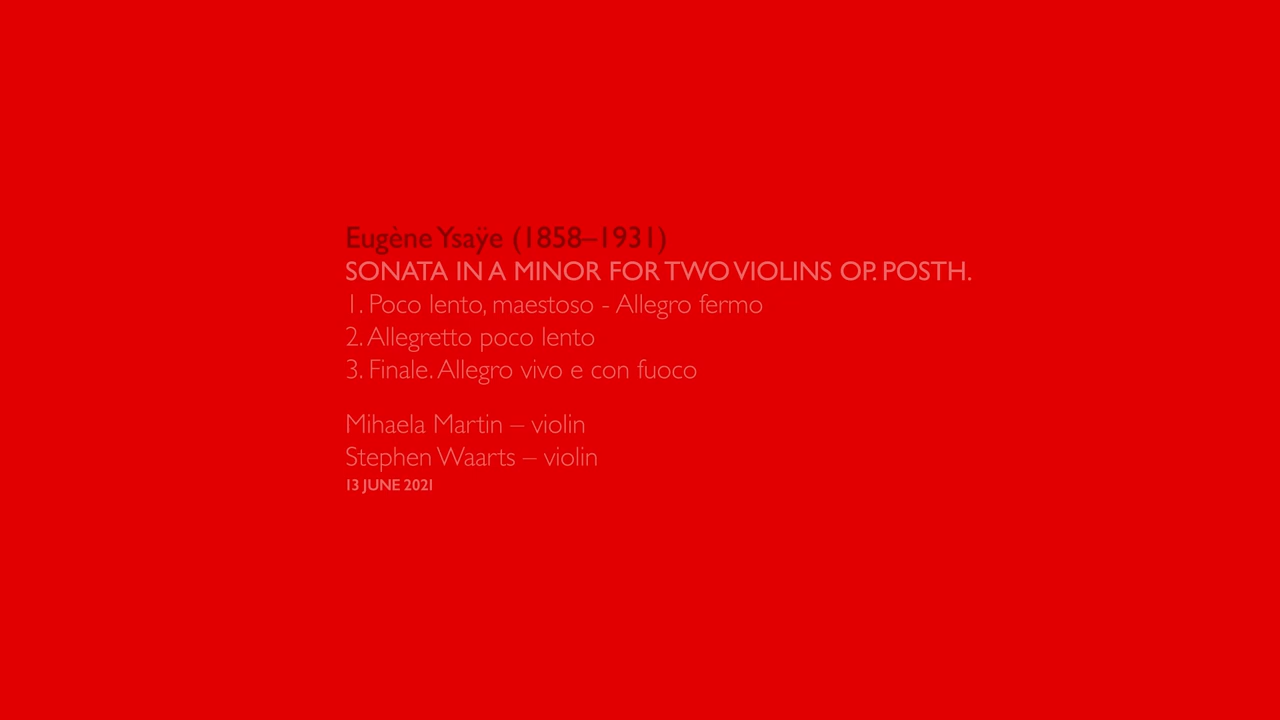 Eugène Ysaÿe (1858–1931)
SONATA IN A MINOR FOR TWO VIOLINS OP. POSTH.
1. Poco lento, maestoso - Allegro fermo
2. Allegretto poco lento
3. Finale. Allegro vivo e con fuoco
Mihaela Martin – violin
Stephen Waarts – violin
13 JUNE 2021